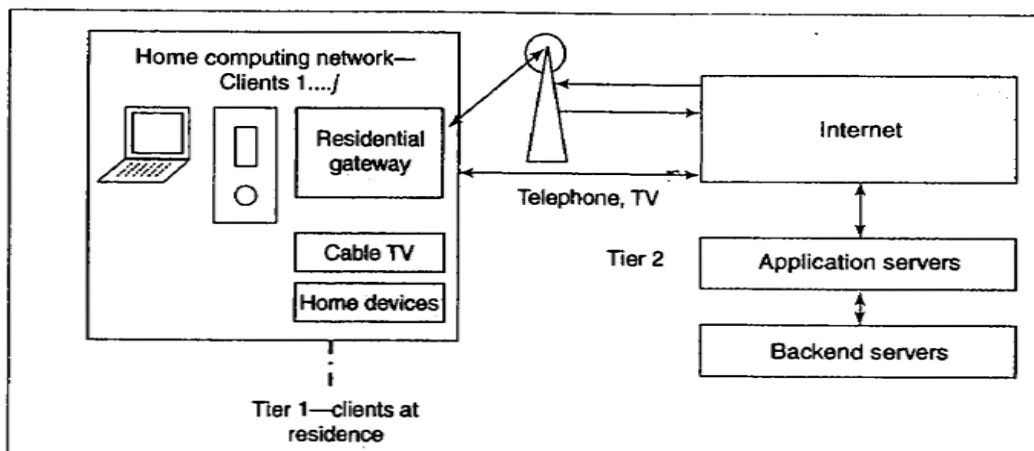 Home computing network—
Clients 1....j
Residential
gateway
Cable TV
Home devices
Tier 1—clients at
residence
Telephone, TV
Internet
Tier 2
Application servers
Backend servers